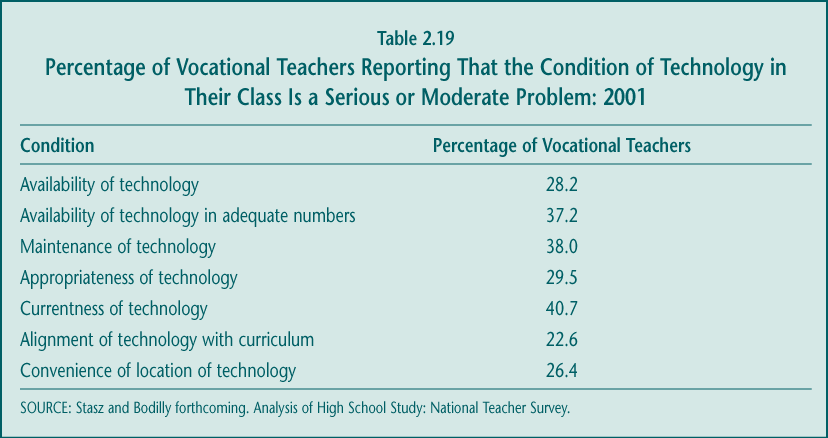 Table 2.19
Percentage of Vocational Teachers Reporting That the Condition of Technology in
Their Class Is a Serious or Moderate Problem: 2001
Condition Percentage of Vocational Teachers
Availability of technology 28.2
Availability of technology in adequate numbers 37.2
Maintenance of technology 38.0
Appropriateness of technology 29.5
Currentness of technology 40.7
Alignment of technology with curriculum 22.6
Convenience of location of technology 26.4
SOURCE: Stasz and Bodilly forthcoming. Analysis of High School Study: National Teacher Survey.